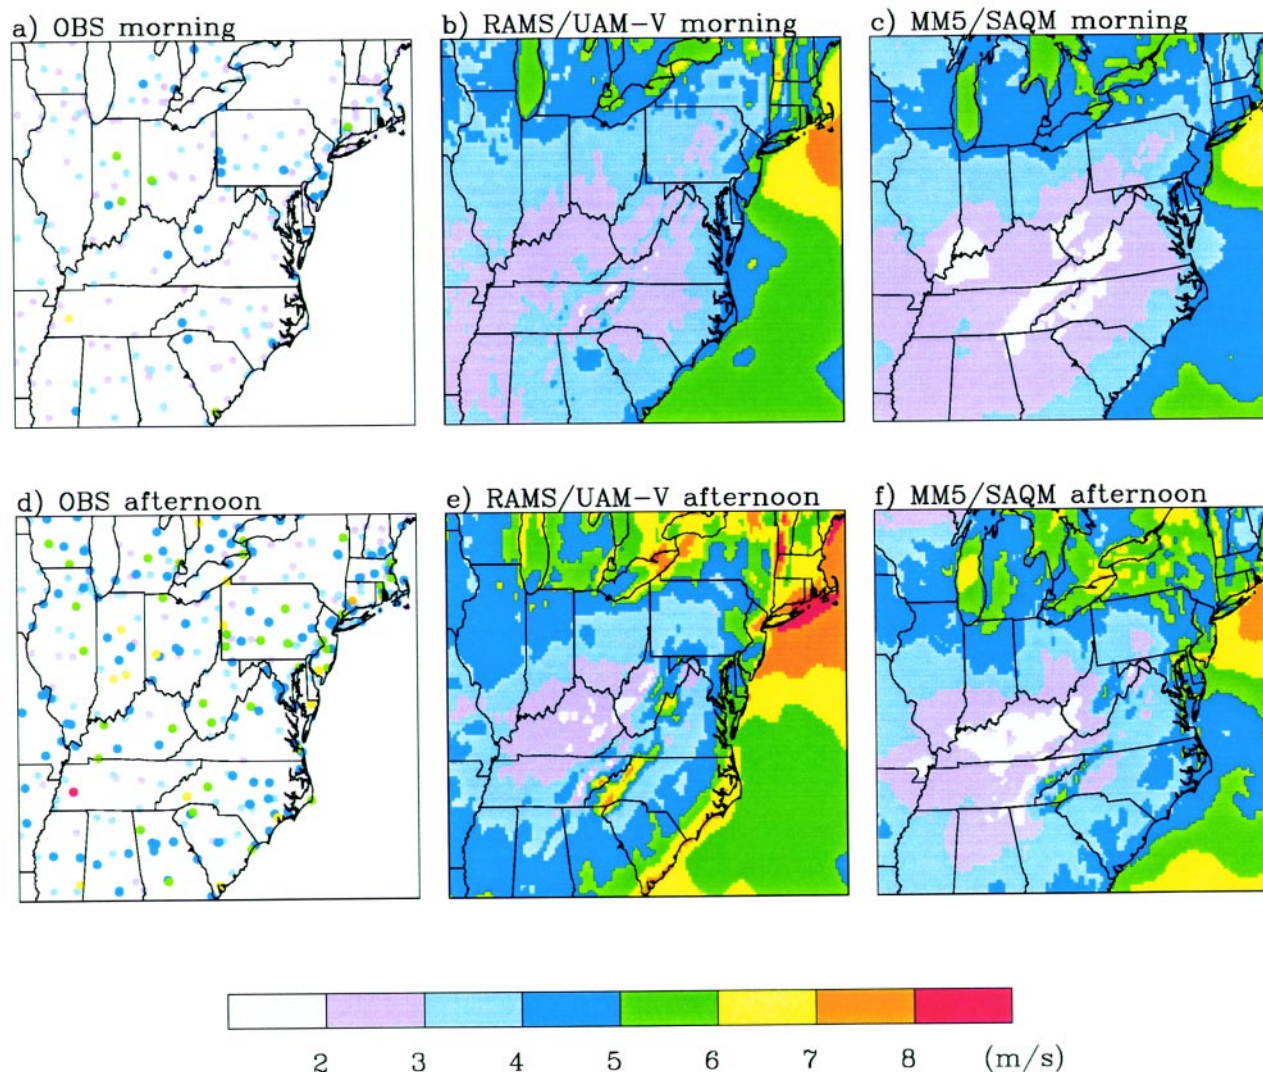 a) OBS morning
b) RAMS/UAM-V morning
c) MM5/SAQM morning
d) OBS afternoon
e) RAMS/UAM-V afternoon
f) MM5/SAQM afternoon
2 3 4 5 6 7 8 (m/s)